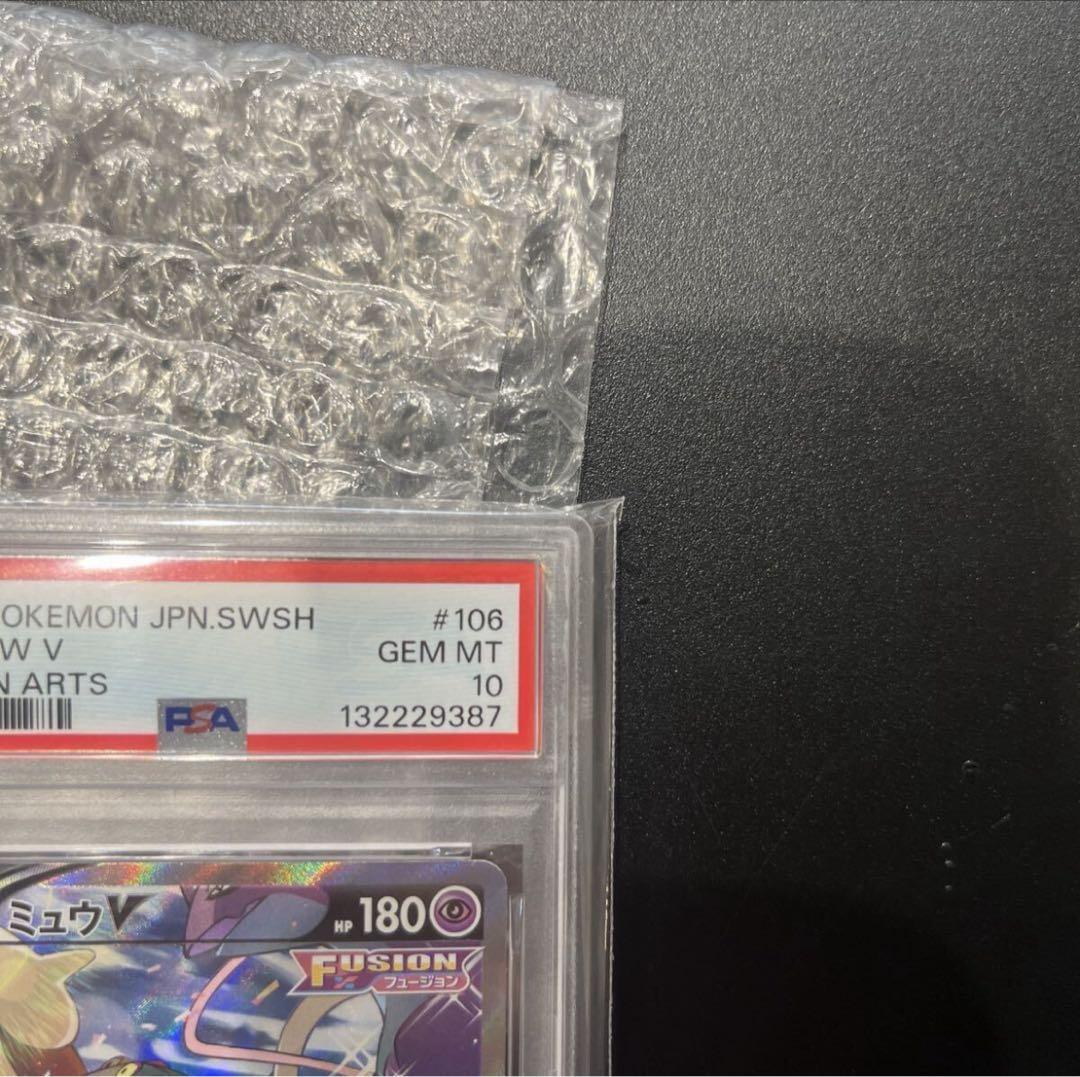 OKEMON JPN.SWSH #106
W V GEM MT
N ARTS 10
PSA 132229387
ミュウV HP 180
FUSION
フュージョン